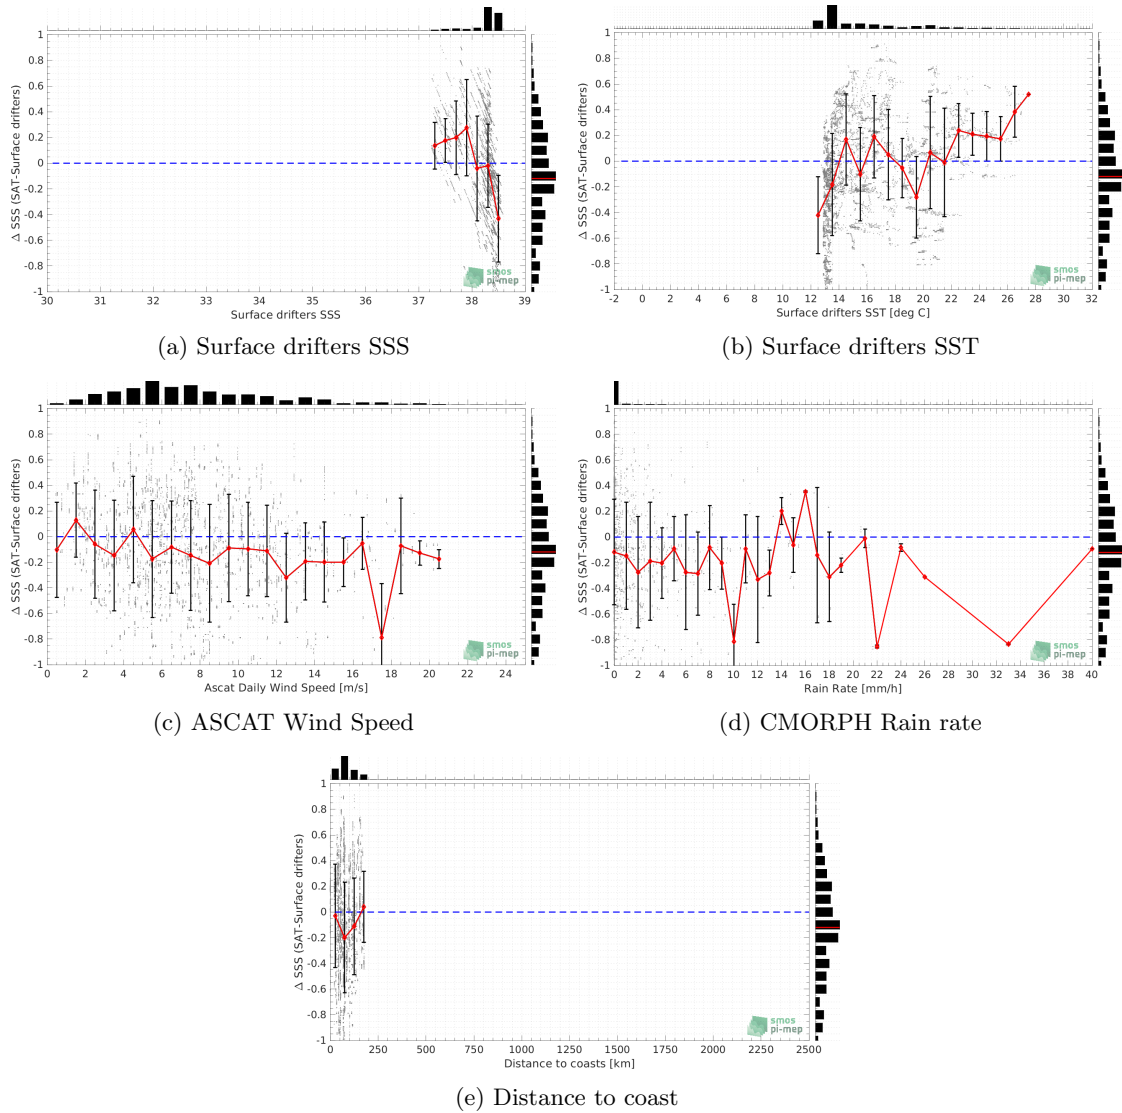 1
0.8
0.6
0.4
0.2
0
-0.2
-0.4
-0.6
-0.8
-1
Δ SSS (SAT-Surface drifters)
30 31 32 33 34 35 36 37 38 39
Surface drifters SSS
smos
pi-mep
(a) Surface drifters SSS
1
0.8
0.6
0.4
0.2
0
-0.2
-0.4
-0.6
-0.8
-1
Δ SSS (SAT-Surface drifters)
-2 0 2 4 6 8 10 12 14 16 18 20 22 24 26 28 30 32
Surface drifters SST [deg C]
smos
pi-mep
(b) Surface drifters SST
1
0.8
0.6
0.4
0.2
0
-0.2
-0.4
-0.6
-0.8
-1
Δ SSS (SAT-Surface drifters)
0 2 4 6 8 10 12 14 16 18 20 22 24
Ascat Daily Wind Speed [m/s]
smos
pi-mep
(c) ASCAT Wind Speed
1
0.8
0.6
0.4
0.2
0
-0.2
-0.4
-0.6
-0.8
-1
Δ SSS (SAT-Surface drifters)
0 2 4 6 8 10 12 14 16 18 20 22 24 26 28 30 32 34 36 38 40
Rain Rate [mm/h]
smos
pi-mep
(d) CMORPH Rain rate
1
0.8
0.6
0.4
0.2
0
-0.2
-0.4
-0.6
-0.8
-1
Δ SSS (SAT-Surface drifters)
0 250 500 750 1000 1250 1500 1750 2000 2250 2500
Distance to coasts [km]
smos
pi-mep
(e) Distance to coast